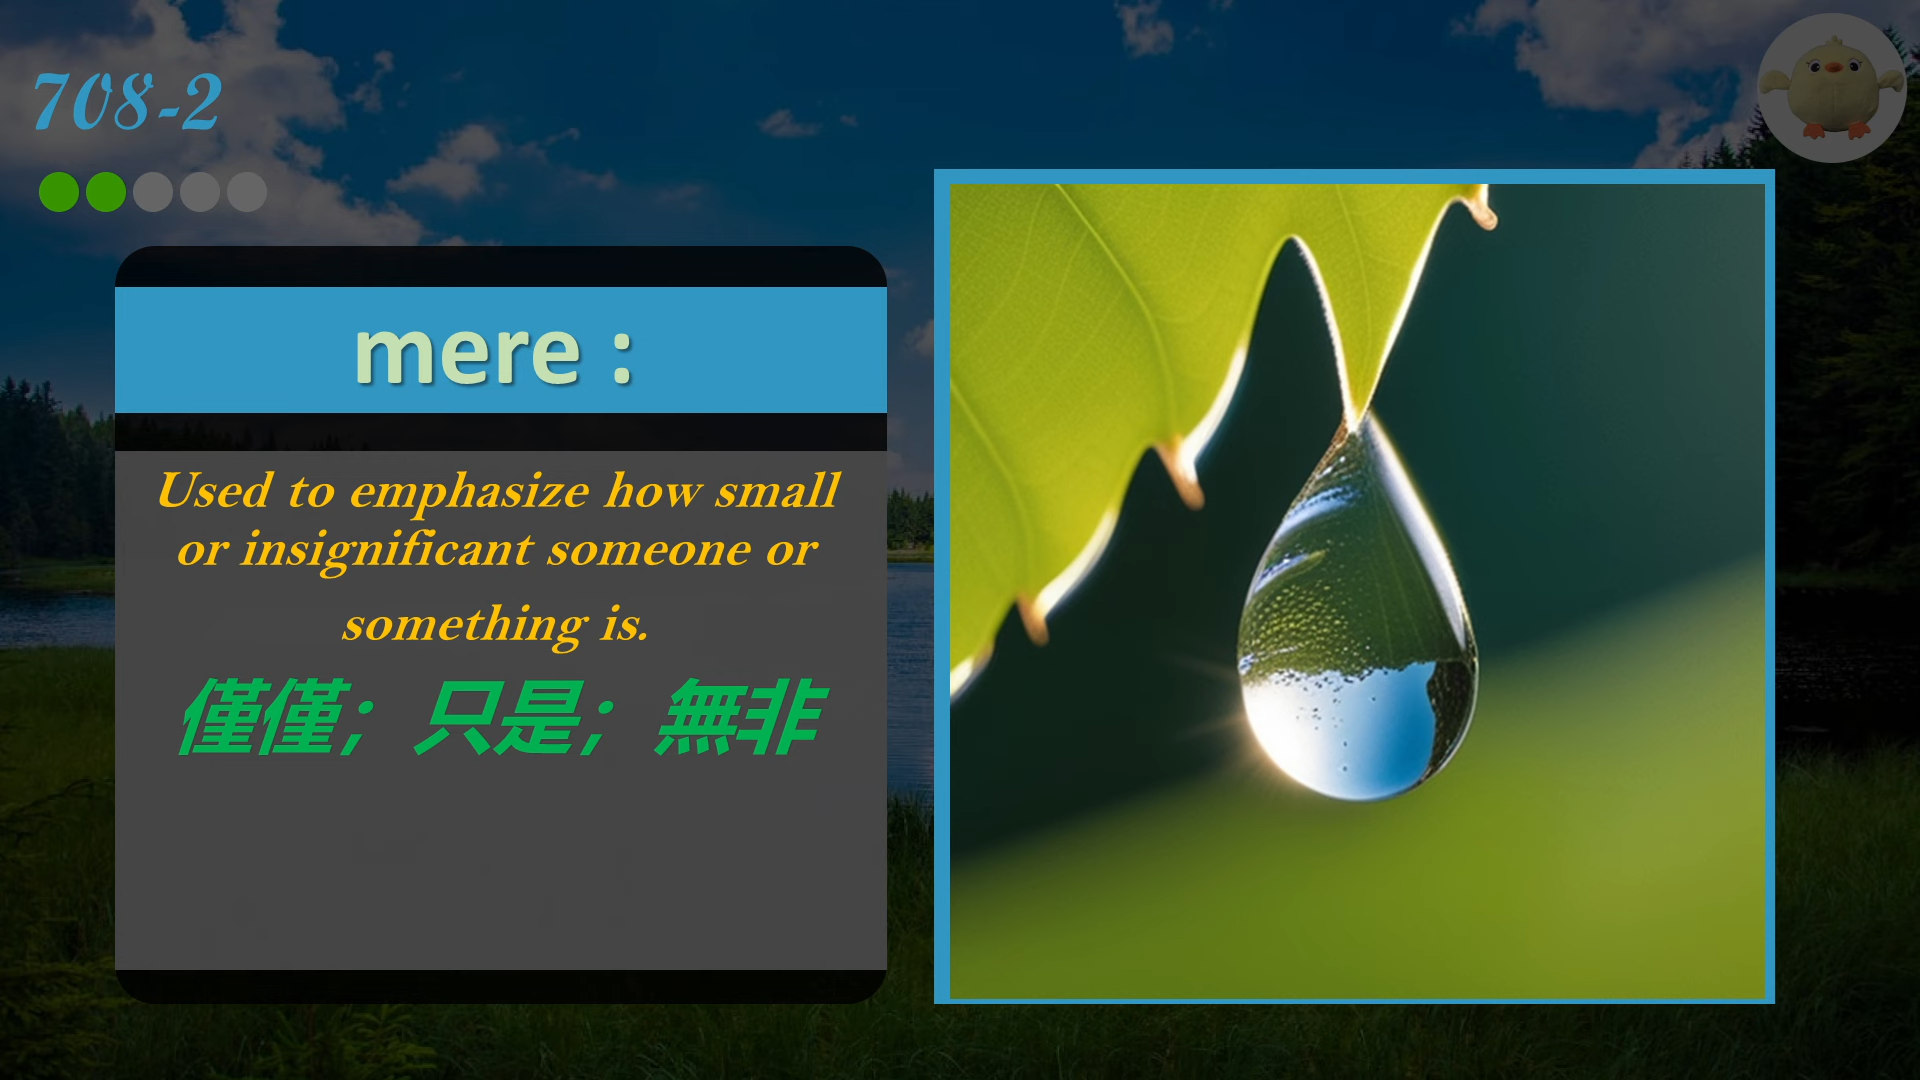 708-2
mere :
Used to emphasize how small
or insignificant someone or
something is.
僅僅；只是；無非